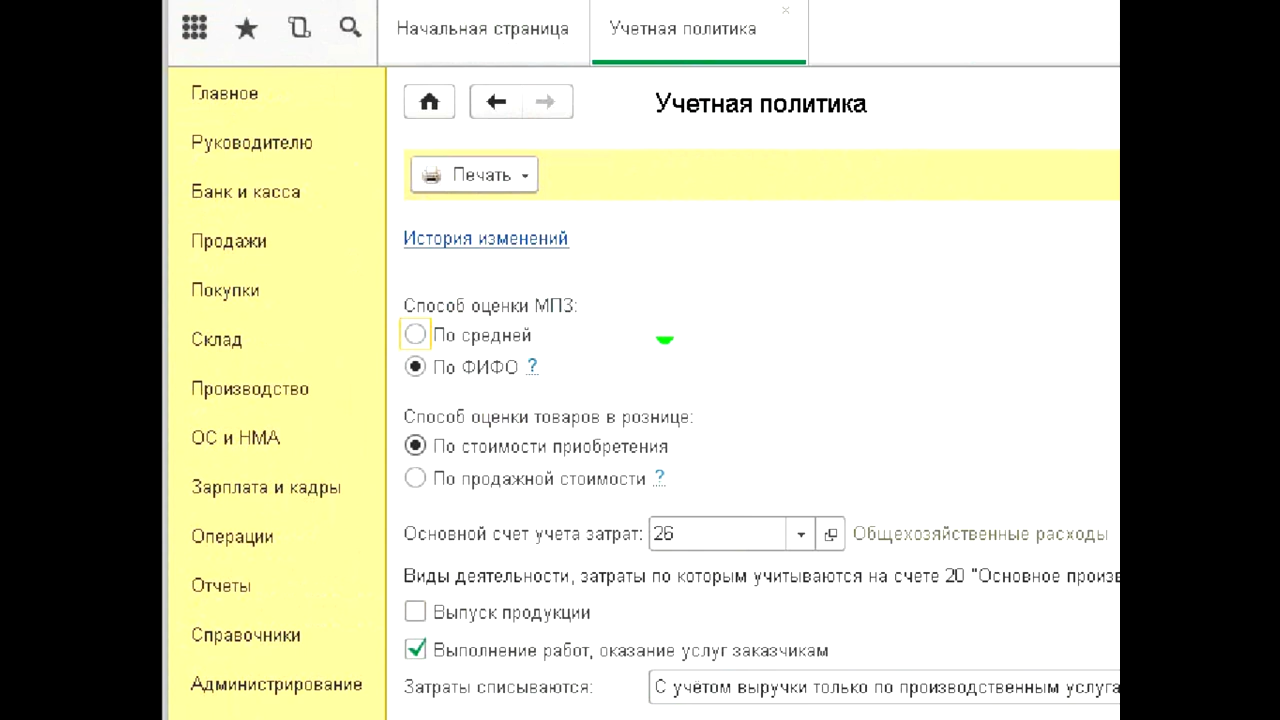 Начальная страница
Учетная политика
Главное
Руководителю
Банк и касса
Продажи
Покупки
Склад
Производство
ОС и НМА
Зарплата и кадры
Операции
Отчеты
Справочники
Администрирование
Учетная политика
Печать
История изменений
Способ оценки МПЗ:
По средней
По ФИФО ?
Способ оценки товаров в рознице:
По стоимости приобретения
По продажной стоимости ?
Основной счет учета затрат: 26 Общехозяйственные расходы
Виды деятельности, затраты по которым учитываются на счете 20 "Основное произв
Выпуск продукции
Выполнение работ, оказание услуг заказчикам
Затраты списываются: С учётом выручки только по производственным услуга